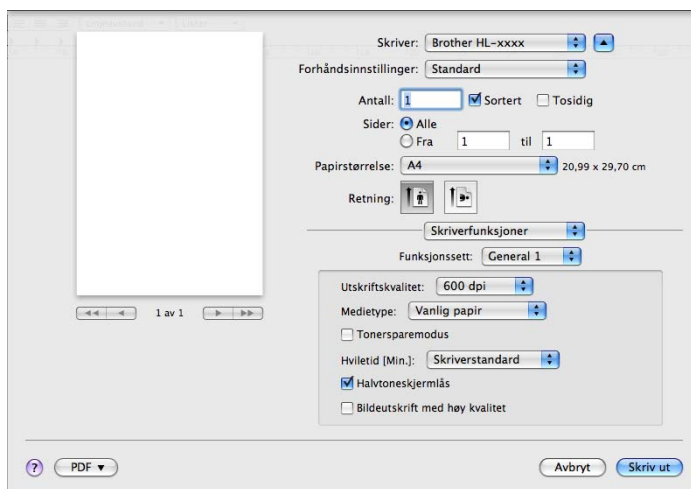 Skriver: Brother HL-xxxx
Forhåndsinnstillinger: Standard
Antall: 1 Sortert Tosidig
Sider: Alle
Fra 1 til 1
Papirstørrelse: A4 20,99 x 29,70 cm
Retning:
Skriverfunksjoner
Funksjonssett: General 1
Utskriftskvalitet: 600 dpi
Medietype: Vanlig papir
Tonersparemodus
Hviletid [Min.]: Skriverstandard
Halvtoneskjermlås
Bildeutskrift med høy kvalitet
1 av 1
? PDF Avbryt Skriv ut